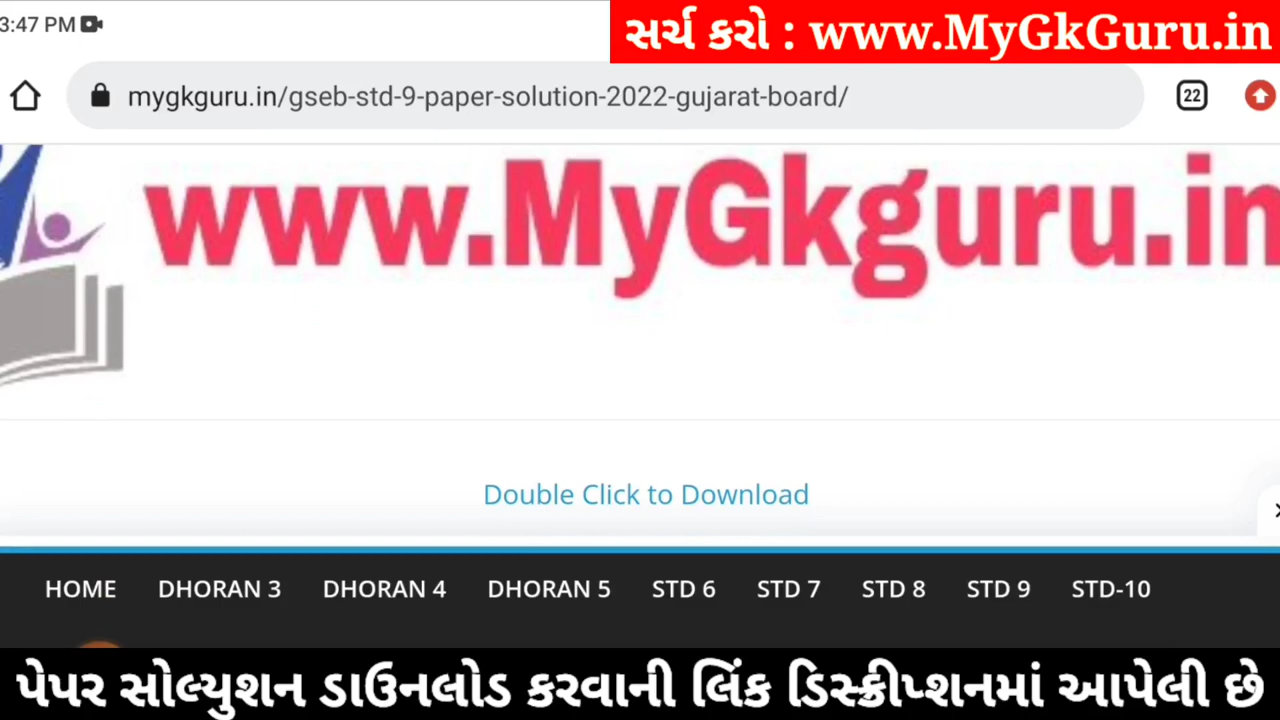 3:47 PM
સર્ચ કરો : www.MyGkGuru.in
mygkguru.in/gseb-std-9-paper-solution-2022-gujarat-board/
22
www.MyGkguru.in
Double Click to Download
HOME DHORAN 3 DHORAN 4 DHORAN 5 STD 6 STD 7 STD 8 STD 9 STD-10
પેપર સોલ્યુશન ડાઉનલોડ કરવાની લિંક ડિસ્ક્રીપ્શનમાં આપેલી છે